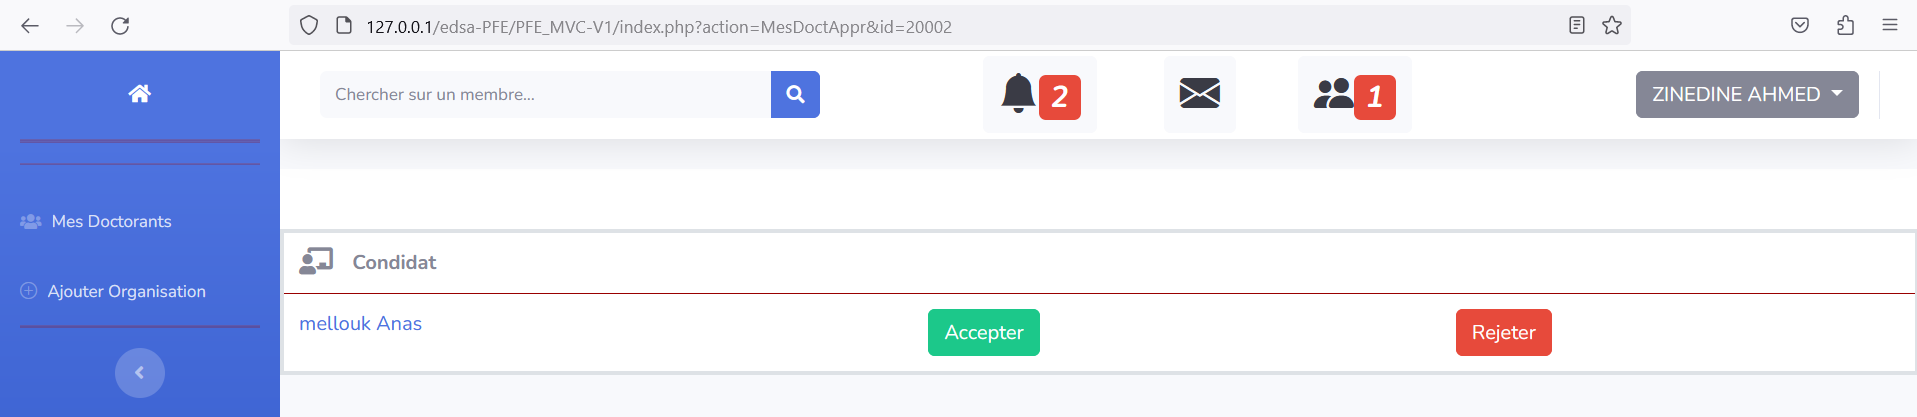 127.0.0.1/edsa-PFE/PFE_MVC-V1/index.php?action=MesDoctAppr&id=20002
Chercher sur un membre...
2
1
ZINEDINE AHMED
Mes Doctorants
Ajouter Organisation
Condidat
mellouk Anas
Accepter
Rejeter